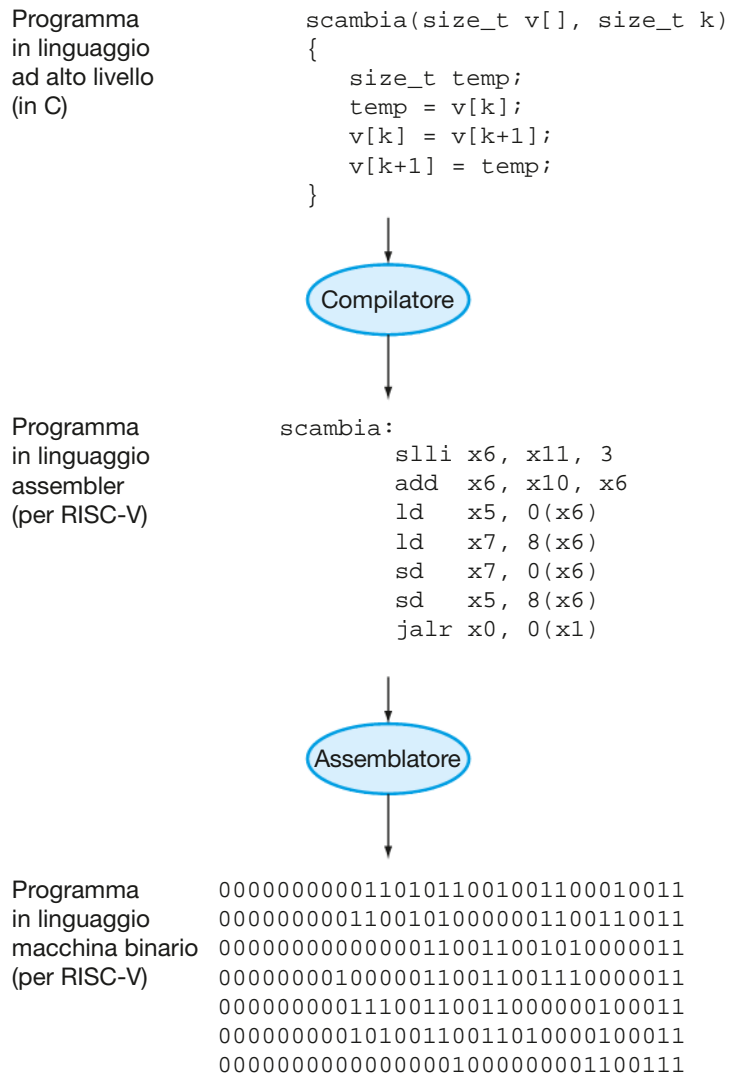 Programma
in linguaggio
ad alto livello
(in C)
scambia(size_t v[], size_t k)
{
size_t temp;
temp = v[k];
v[k] = v[k+1];
v[k+1] = temp;
}
Compilatore
Programma
in linguaggio
assembler
(per RISC-V)
scambia:
slli x6, x11, 3
add x6, x10, x6
ld x5, 0(x6)
ld x7, 8(x6)
sd x7, 0(x6)
sd x5, 8(x6)
jalr x0, 0(x1)
Assemblatore
Programma
in linguaggio
macchina binario
(per RISC-V)
00000000001101011001001100010011
00000000011001010000001100110011
00000000000000110011001010000011
00000000100000110011001110000011
00000000011100110011000000100011
00000000010100110011010000100011
00000000000000001000000001100111